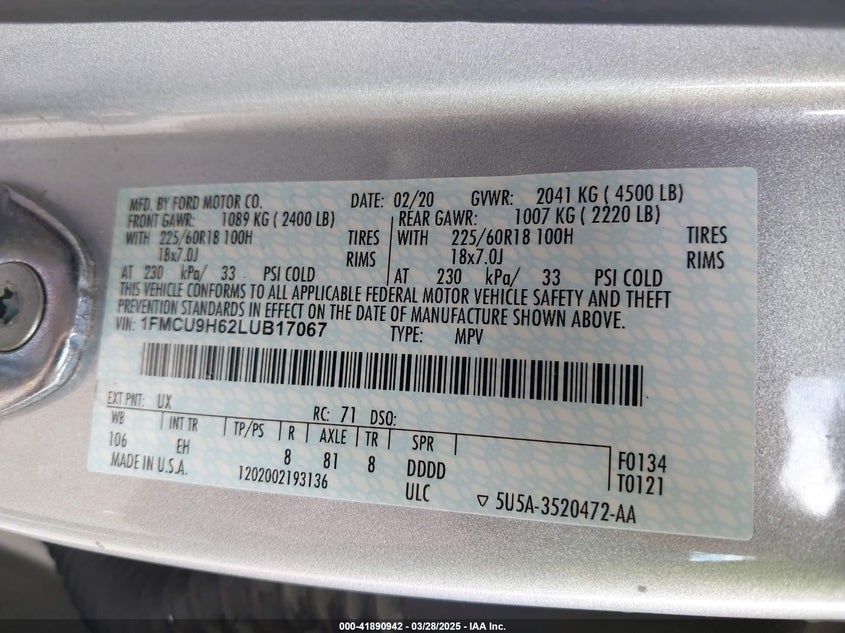 MFD. BY FORD MOTOR CO. DATE: 02/20 GVWR: 2041 KG ( 4500 LB)
FRONT GAWR: 1089 KG ( 2400 LB) REAR GAWR: 1007 KG ( 2220 LB)
WITH 225/60R18 100H TIRES WITH 225/60R18 100H TIRES
18x7.0J RIMS 18x7.0J RIMS
AT 230 kPa/ 33 PSI COLD AT 230 kPa/ 33 PSI COLD
THIS VEHICLE CONFORMS TO ALL APPLICABLE FEDERAL MOTOR VEHICLE SAFETY AND THEFT
PREVENTION STANDARDS IN EFFECT ON THE DATE OF MANUFACTURE SHOWN ABOVE.
VIN: 1FMCU9H62LUB17067 TYPE: MPV
EXT PNT: UX RC: 71 DSO:
WB INT TR TP/PS R AXLE TR SPR
106 EH 8 81 8 DDDD F0134
MADE IN U.S.A. 1202002193136 ULC T0121
▽ 5U5A-3520472-AA
000-41890942 - 03/28/2025 - IAA Inc.